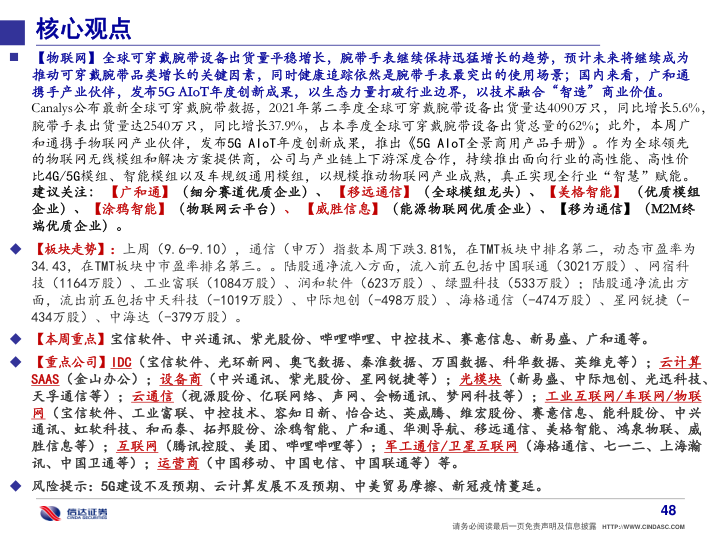 核心观点
【物联网】全球可穿戴腕带设备出货量平稳增长，腕带手表继续保持迅猛增长的趋势，预计未来将继续成为
推动可穿戴腕带品类增长的关键因素，同时健康追踪依然是腕带手表最突出的使用场景；国内来看，广和通
携手产业伙伴，发布5G AIoT年度创新成果，以生态力量打破行业边界，以技术融合“智造”商业价值。
Canalys公布最新全球可穿戴腕带数据，2021年第二季度全球可穿戴腕带设备出货量达4090万只，同比增长5.6%，
腕带手表出货量达2540万只，同比增长37.9%，占本季度全球可穿戴腕带设备出货总量的62%；此外，本周广
和通携手物联网产业伙伴，发布5G AIoT年度创新成果，推出《5G AIoT全景商用产品手册》。作为全球领先
的物联网无线模组和解决方案提供商，公司与产业链上下游深度合作，持续推出面向行业的高性能、高性价
比4G/5G模组、智能模组以及车规级通用模组，以规模推动物联网产业成熟，真正实现全行业“智慧”赋能。
建议关注：【广和通】（细分赛道优质企业）、【移远通信】（全球模组龙头）、【美格智能】（优质模组
企业）、【涂鸦智能】（物联网云平台）、【威胜信息】（能源物联网优质企业）、【移为通信】（M2M终
端优质企业）。
【板块走势】：上周（9.6-9.10），通信（申万）指数本周下跌3.81%，在TMT板块中排名第二，动态市盈率为
34.43，在TMT板块中市盈率排名第三。。陆股通净流入方面，流入前五包括中国联通（3021万股）、网宿科
技（1164万股）、工业富联（1084万股）、润和软件（623万股）、绿盟科技（533万股）；陆股通净流出方
面，流出前五包括中天科技（-1019万股）、中际旭创（-498万股）、海格通信（-474万股）、星网锐捷（-
434万股）、中海达（-379万股）。
【本周重点】宝信软件、中兴通讯、紫光股份、哔哩哔哩、中控技术、赛意信息、新易盛、广和通等。
【重点公司】IDC（宝信软件、光环新网、奥飞数据、秦淮数据、万国数据、科华数据、英维克等）；云计算
SAAS（金山办公）；设备商（中兴通讯、紫光股份、星网锐捷等）；光模块（新易盛、中际旭创、光迅科技、
天孚通信等）；云通信（视源股份、亿联网络、声网、会畅通讯、梦网科技等）；工业互联网/车联网/物联
网（宝信软件、工业富联、中控技术、容知日新、怡合达、英威腾、维宏股份、赛意信息、能科股份、中兴
通讯、虹软科技、和而泰、拓邦股份、涂鸦智能、广和通、华测导航、移远通信、美格智能、鸿泉物联、威
胜信息等）；互联网（腾讯控股、美团、哔哩哔哩等）；军工通信/卫星互联网（海格通信、七一二、上海瀚
讯、中国卫通等）；运营商（中国移动、中国电信、中国联通等）等。
风险提示：5G建设不及预期、云计算发展不及预期、中美贸易摩擦、新冠疫情蔓延。
信达证券
CINDA SECURITIES
48
请务必阅读最后一页免责声明及信息披露 HTTP://WWW.CINDASC.COM